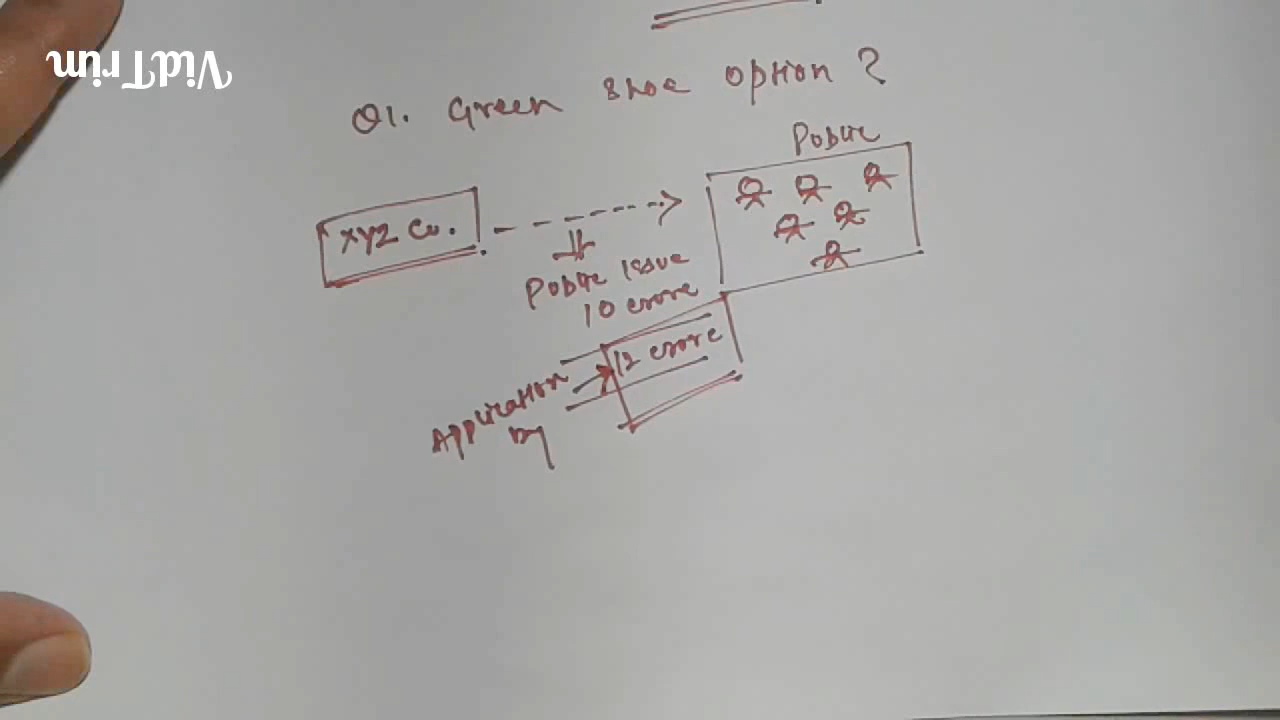 VidTrim
Q1. Green Shoe Option ?
Public
XYZ Co.
Public issue
10 crore
12 crore
Application
by